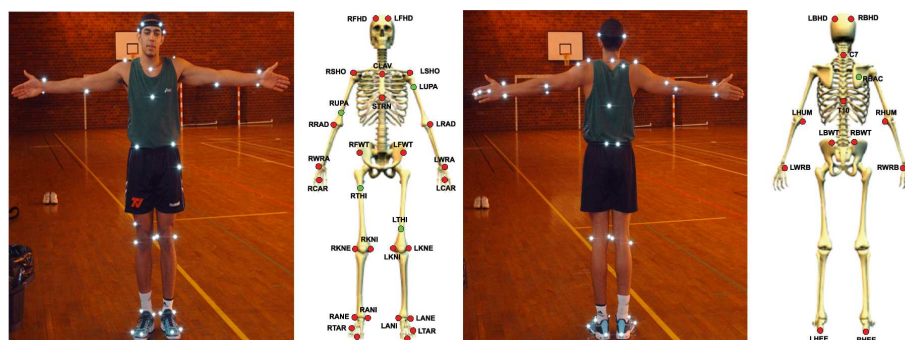 RFHD LFHD
CLAV
RSHO LSHO
LUPA
RUPA STRN
RRAD LRAD
RFWT LFWT
RWRA LWRA
RCAR LCAR
RTHI
LTHI
RKNI
RKNE LKNE
LKNI
RANI
RANE LANE
LANI
RTAR LTAR
LBHD RBHD
C7
RBAC
T10
LHUM RHUM
LBWT RBWT
LWRB RWRB
LHEE RHEE